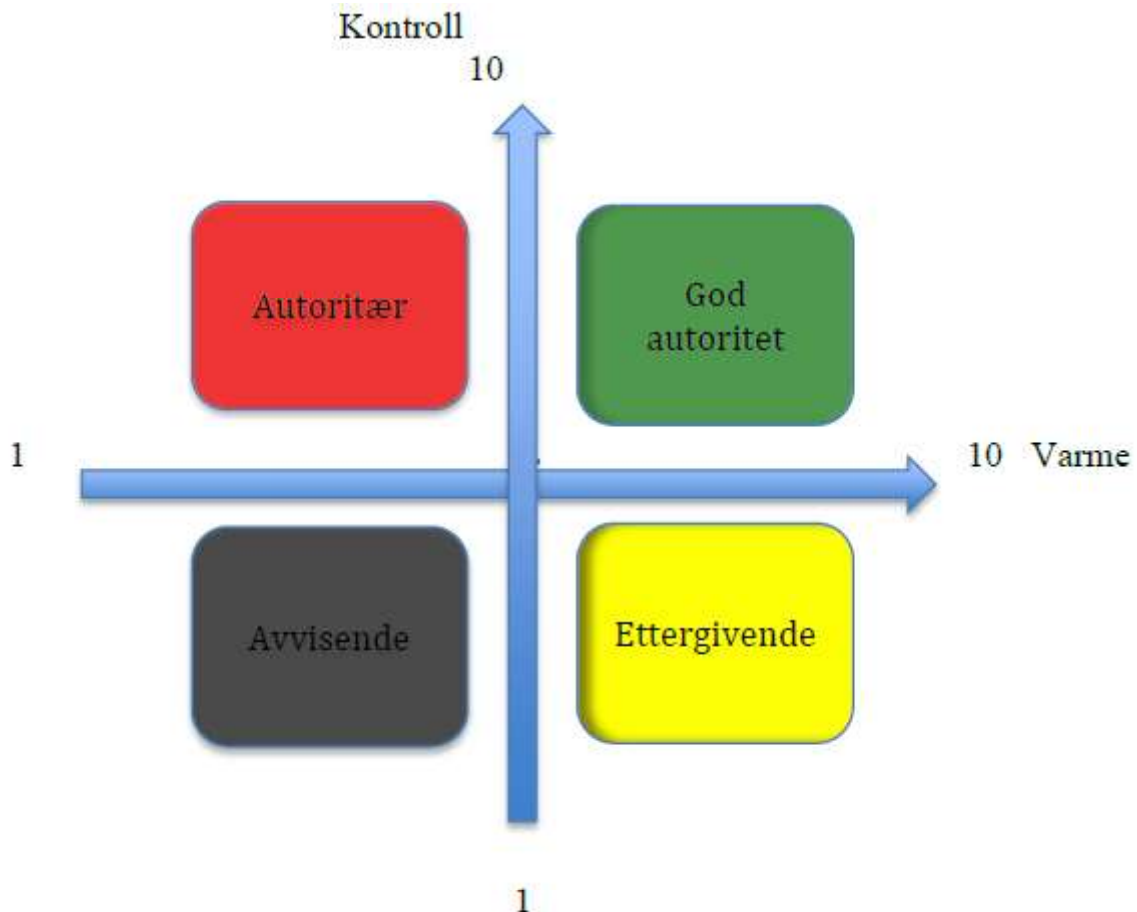 Kontroll
10
Autoritær
God
autoritet
1
10 Varme
Avvisende
Ettergivende
1